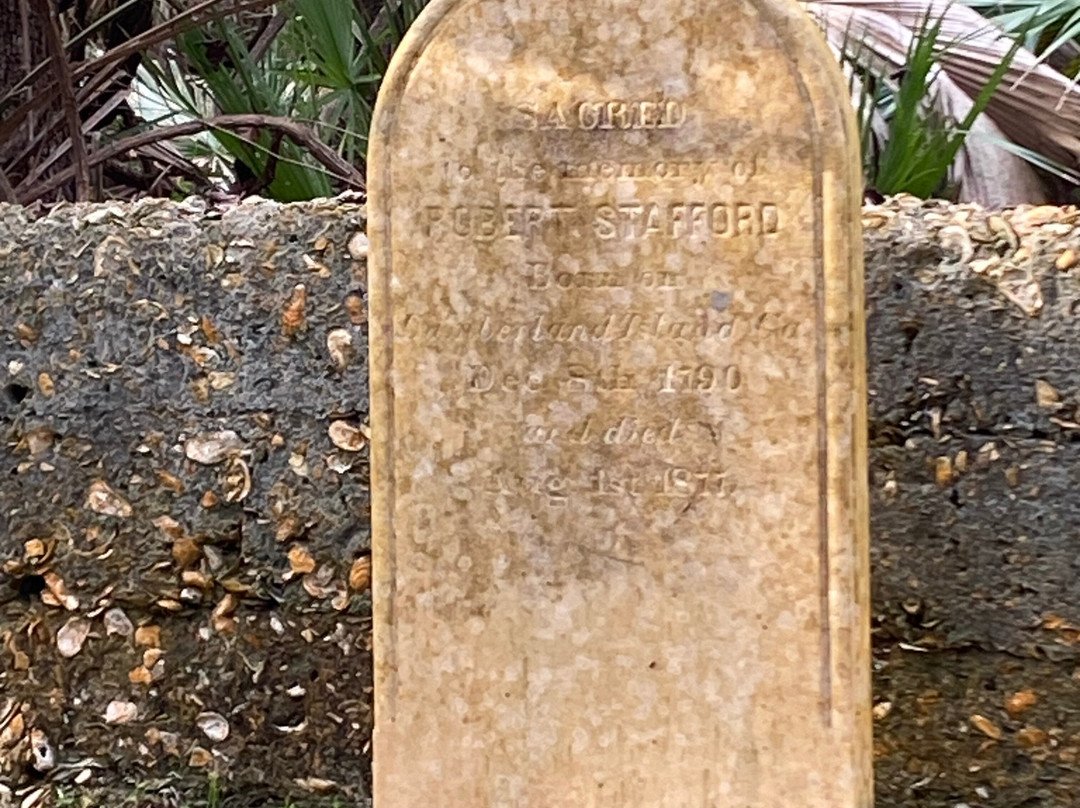 SACRED
to the memory of
ROBERT STAFFORD
Born on
Cumberland Island Ga.
Dec 8th 1790
and died
Aug 1st 1877.